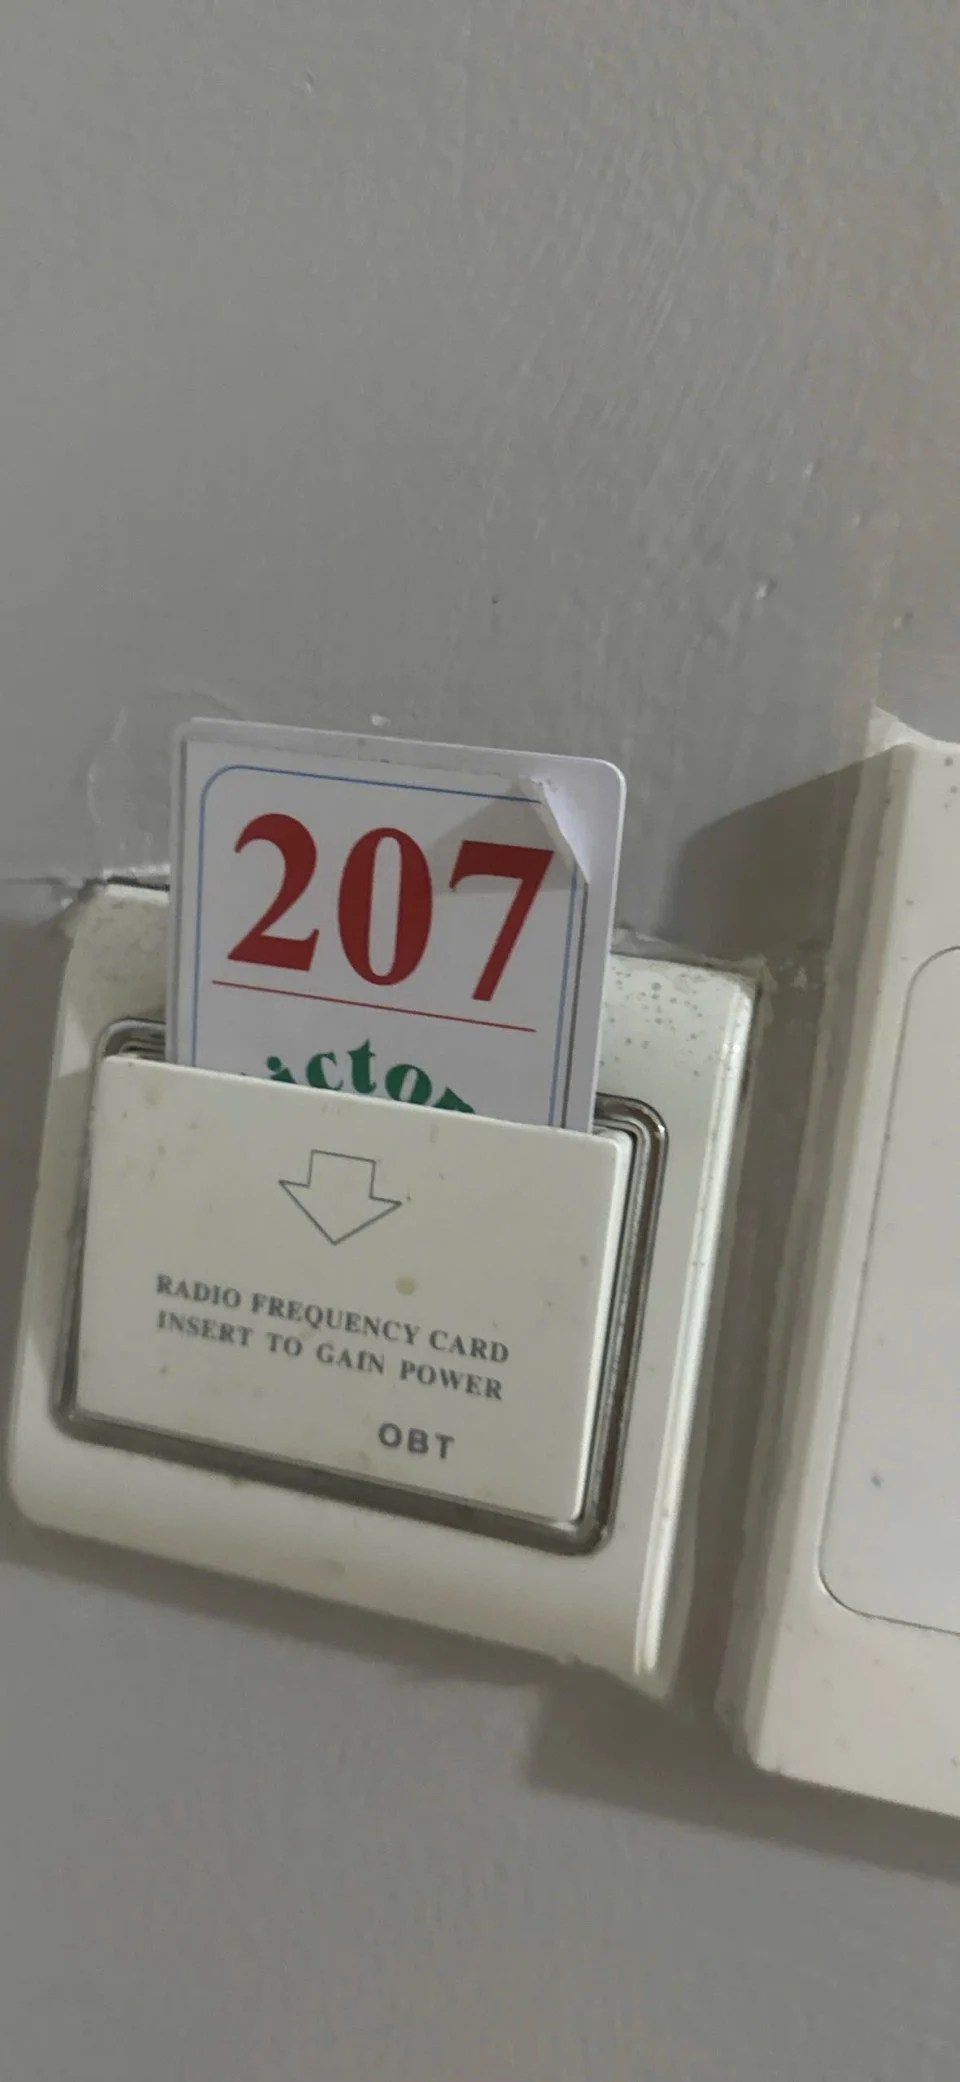 207
RADIO FREQUENCY CARD
INSERT TO GAIN POWER
OBT